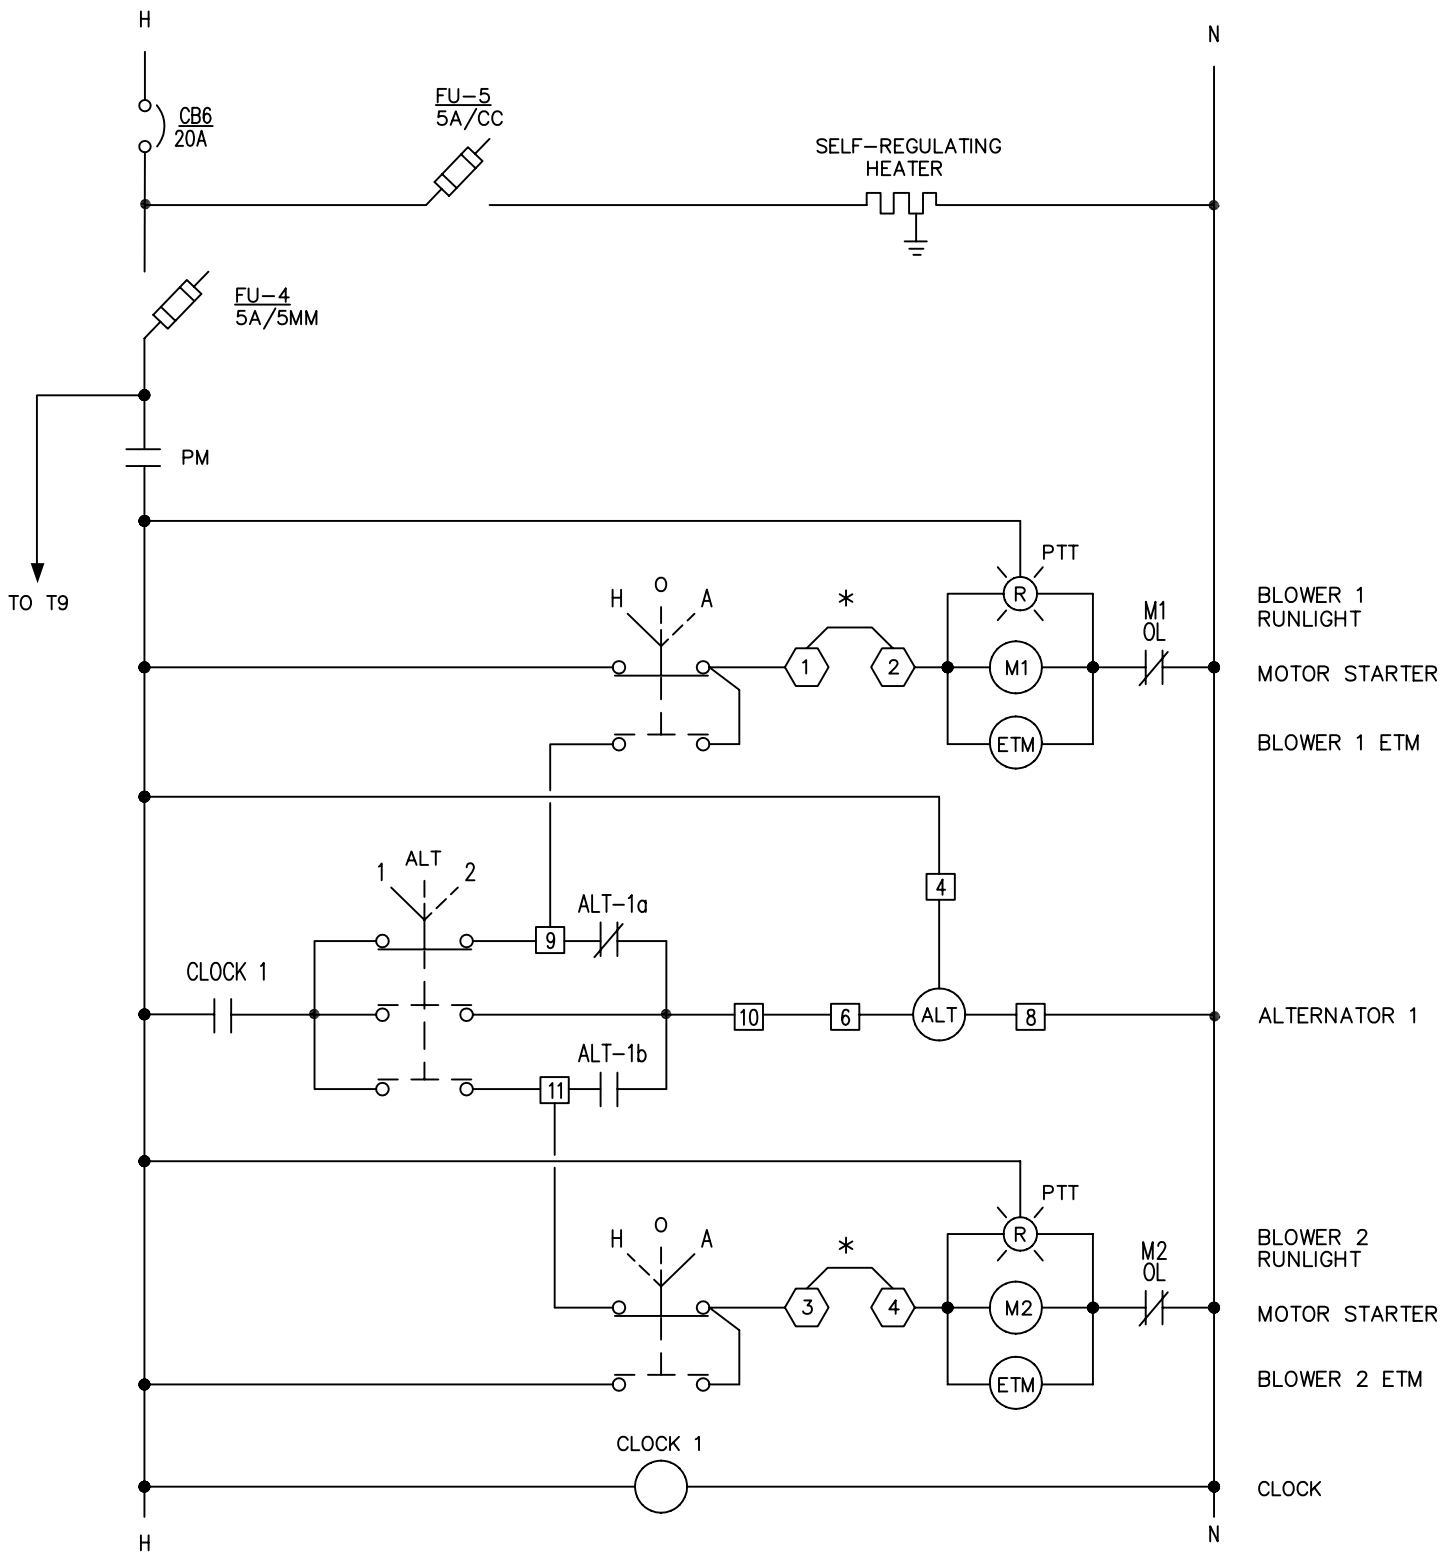 H
N
CB6
20A
FU-5
5A/CC
SELF-REGULATING
HEATER
FU-4
5A/5MM
PM
TO T9
H O A
*
PTT
R
1
2
M1
M1
OL
ETM
BLOWER 1
RUNLIGHT
MOTOR STARTER
BLOWER 1 ETM
1 ALT 2
4
9
ALT-1a
CLOCK 1
10
6
ALT
8
ALTERNATOR 1
ALT-1b
11
H O A
*
PTT
R
3
4
M2
M2
OL
ETM
BLOWER 2
RUNLIGHT
MOTOR STARTER
BLOWER 2 ETM
CLOCK 1
CLOCK
H
N